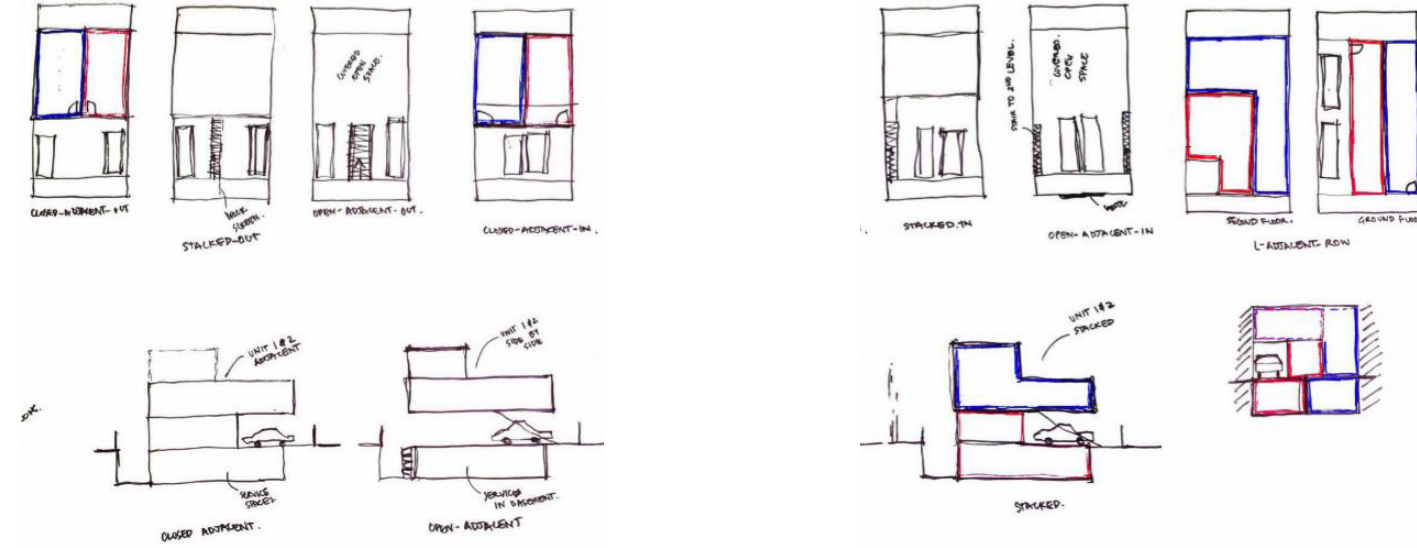 CLOSED-ADJACENT-OUT
SCREEN.
STACKED-OUT
COVERED
OPEN
SPACE.
OPEN-ADJACENT-OUT.
CLOSED-ADJACENT-IN.
STACKED.IN
STAIR TO 2ND LEVEL.
COVERED.
OPEN
SPACE
OPEN-ADJACENT-IN
SECOND FLOOR.
GROUND
L-ADJACENT-ROW
UNIT 1&2
ADJACENT
SERVICE
SPACES
CLOSED ADJACENT.
UNIT 1&2
SIDE BY
SIDE
SERVICES
IN BASEMENT.
OPEN-ADJACENT
UNIT 1&2
STACKED
STACKED.